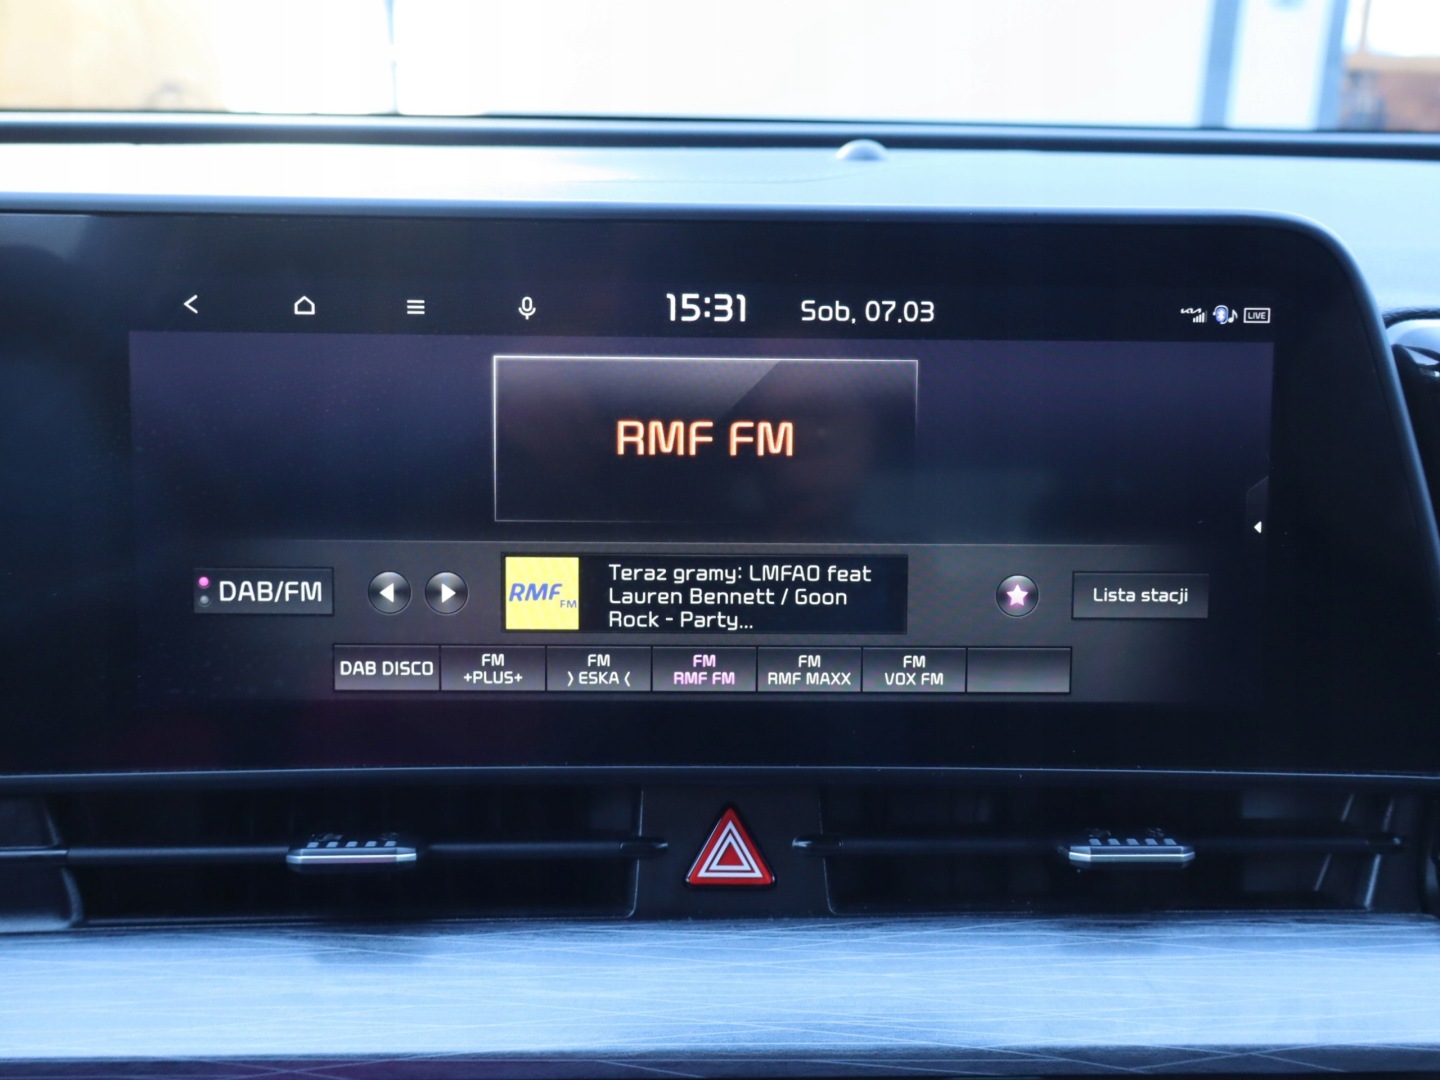 15:31 Sob, 07.03
LIVE
RMF FM
DAB/FM
RMF FM
Teraz gramy: LMFAO feat
Lauren Bennett / Goon
Rock - Party...
Lista stacji
DAB DISCO
FM
+PLUS+
FM
) ESKA (
FM
RMF FM
FM
RMF MAXX
FM
VOX FM